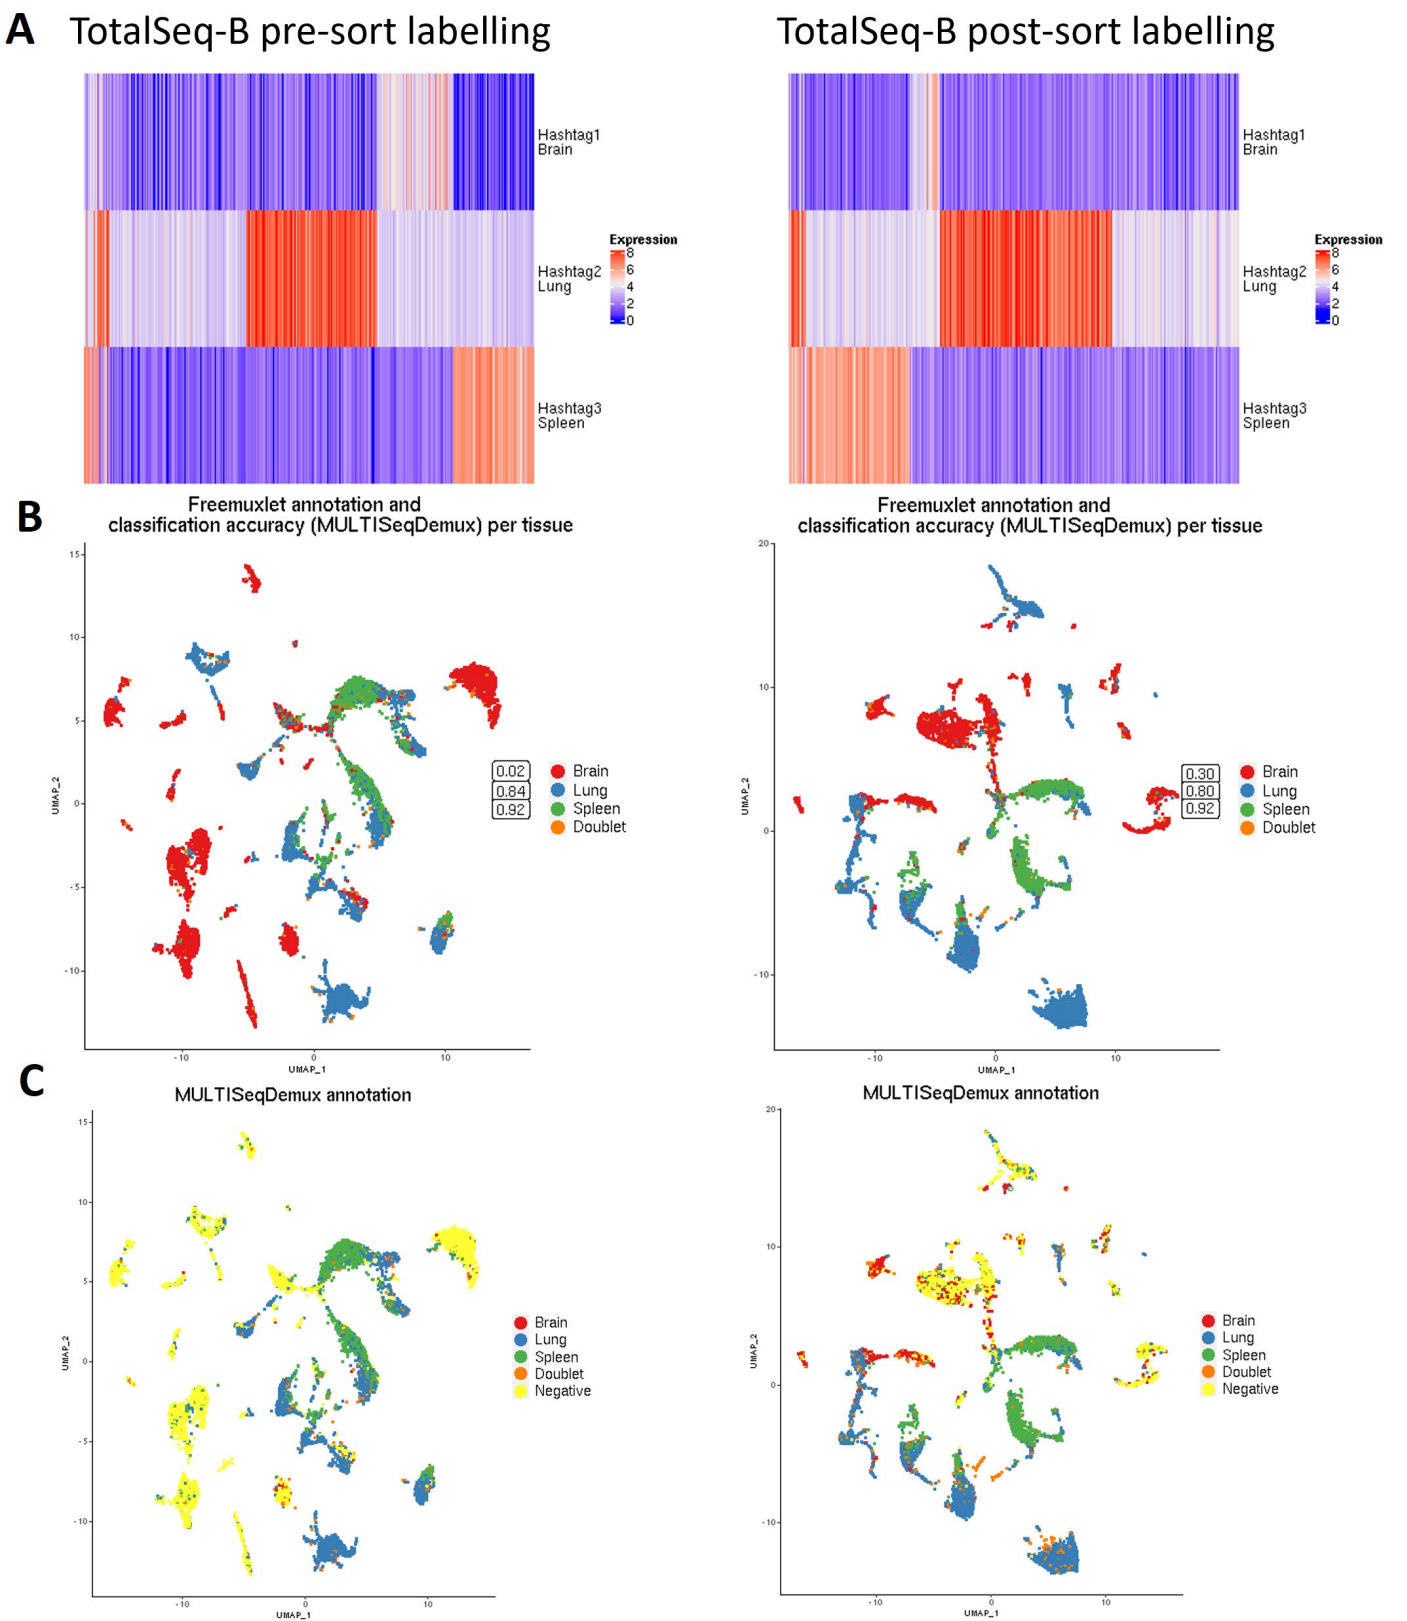 A
TotalSeq-B pre-sort labelling
TotalSeq-B post-sort labelling
Hashtag1
Brain
Hashtag2
Lung
Hashtag3
Spleen
Expression
8
6
4
2
0
Hashtag1
Brain
Hashtag2
Lung
Hashtag3
Spleen
Expression
8
6
4
2
0
B
Freemuxlet annotation and
classification accuracy (MULTISeqDemux) per tissue
15
10
5
0
-5
-10
UMAP_2
-10
0
10
UMAP_1
0.02
0.84
0.92
Brain
Lung
Spleen
Doublet
Freemuxlet annotation and
classification accuracy (MULTISeqDemux) per tissue
20
10
0
-10
UMAP_2
-10
0
10
UMAP_1
0.30
0.80
0.92
Brain
Lung
Spleen
Doublet
C
MULTISeqDemux annotation
15
10
5
0
-5
-10
UMAP_2
-10
0
10
UMAP_1
Brain
Lung
Spleen
Doublet
Negative
MULTISeqDemux annotation
20
10
0
-10
UMAP_2
-10
0
10
UMAP_1
Brain
Lung
Spleen
Doublet
Negative